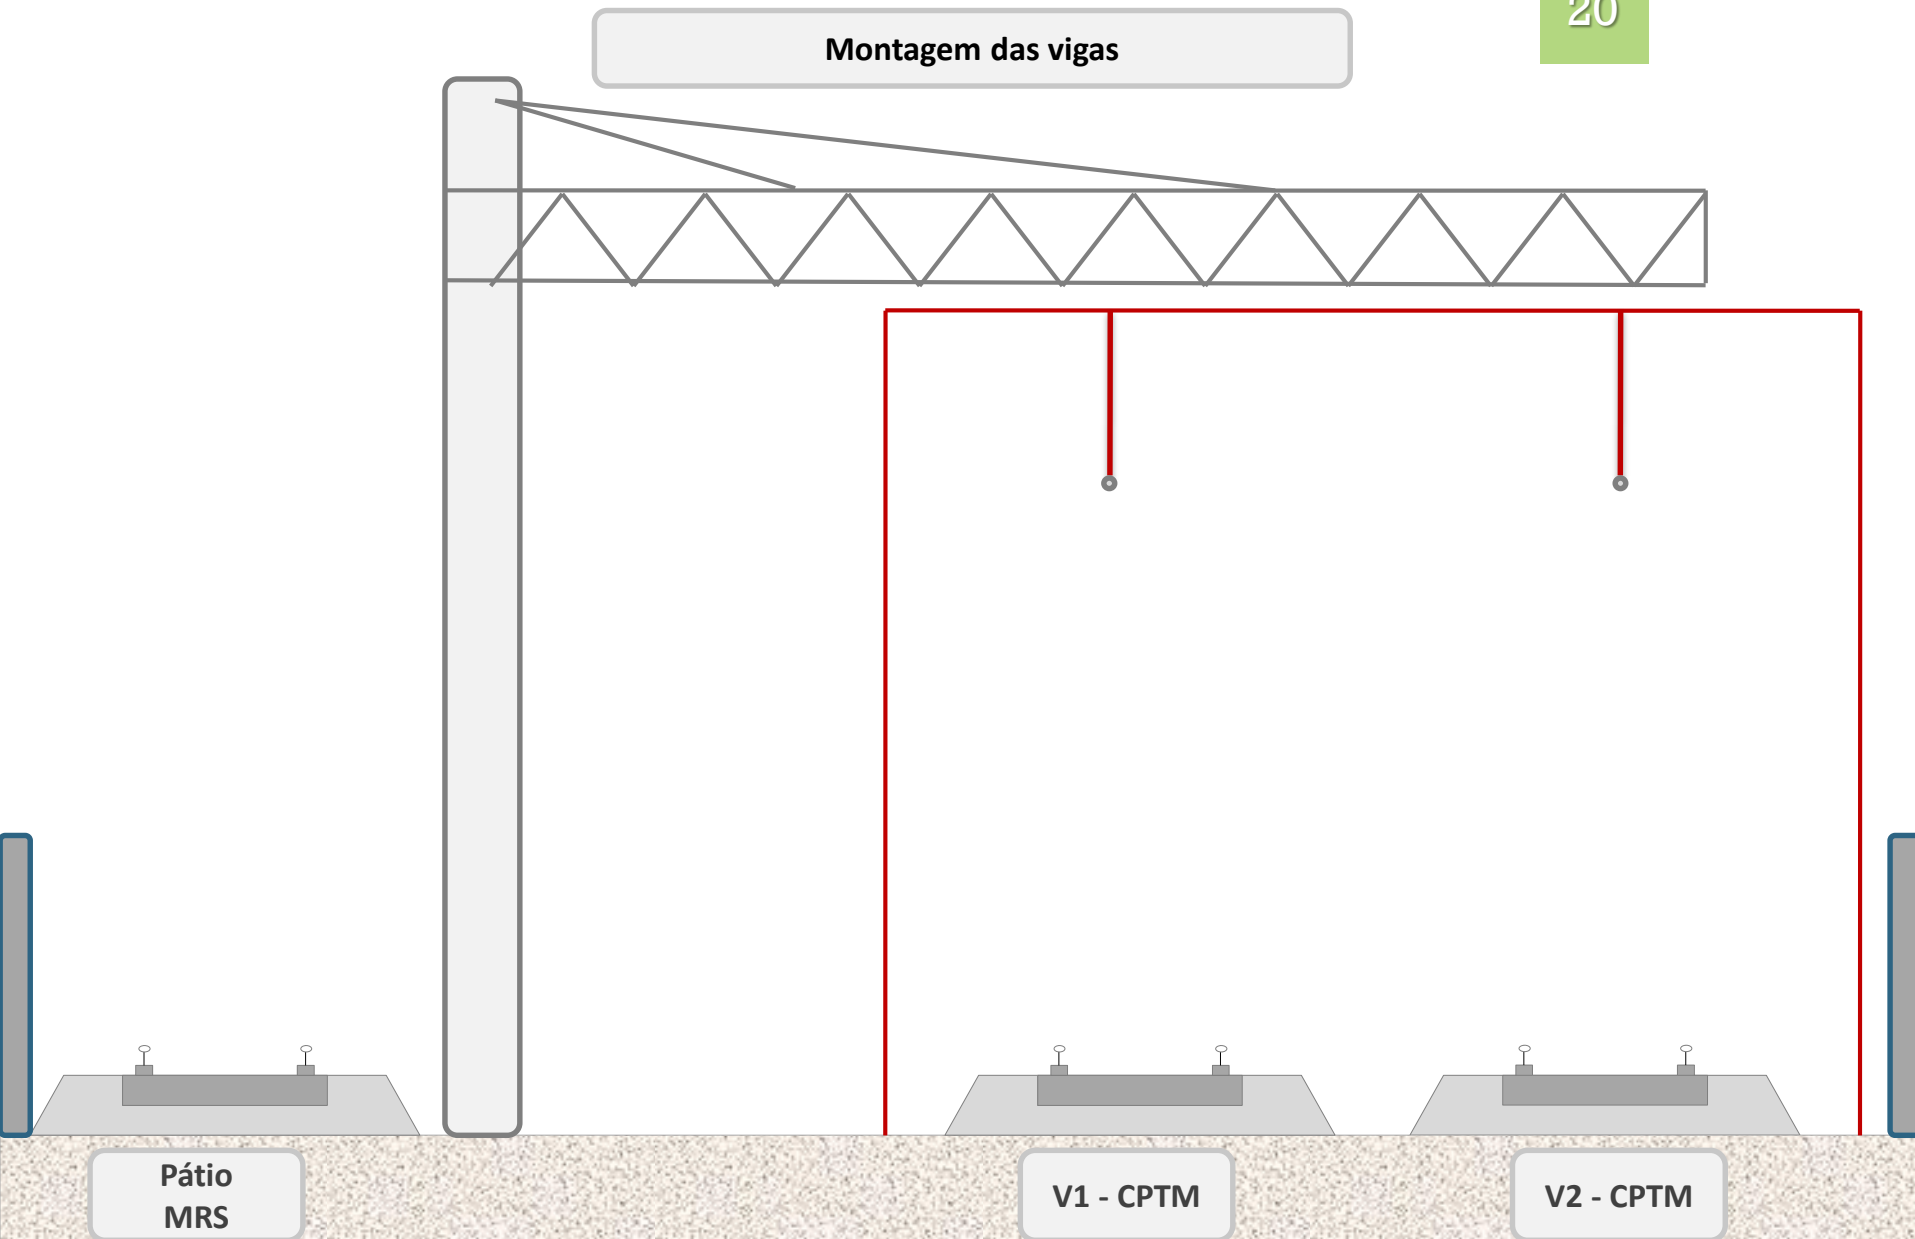 20
Montagem das vigas
Pátio
MRS
V1 - CPTM
V2 - CPTM